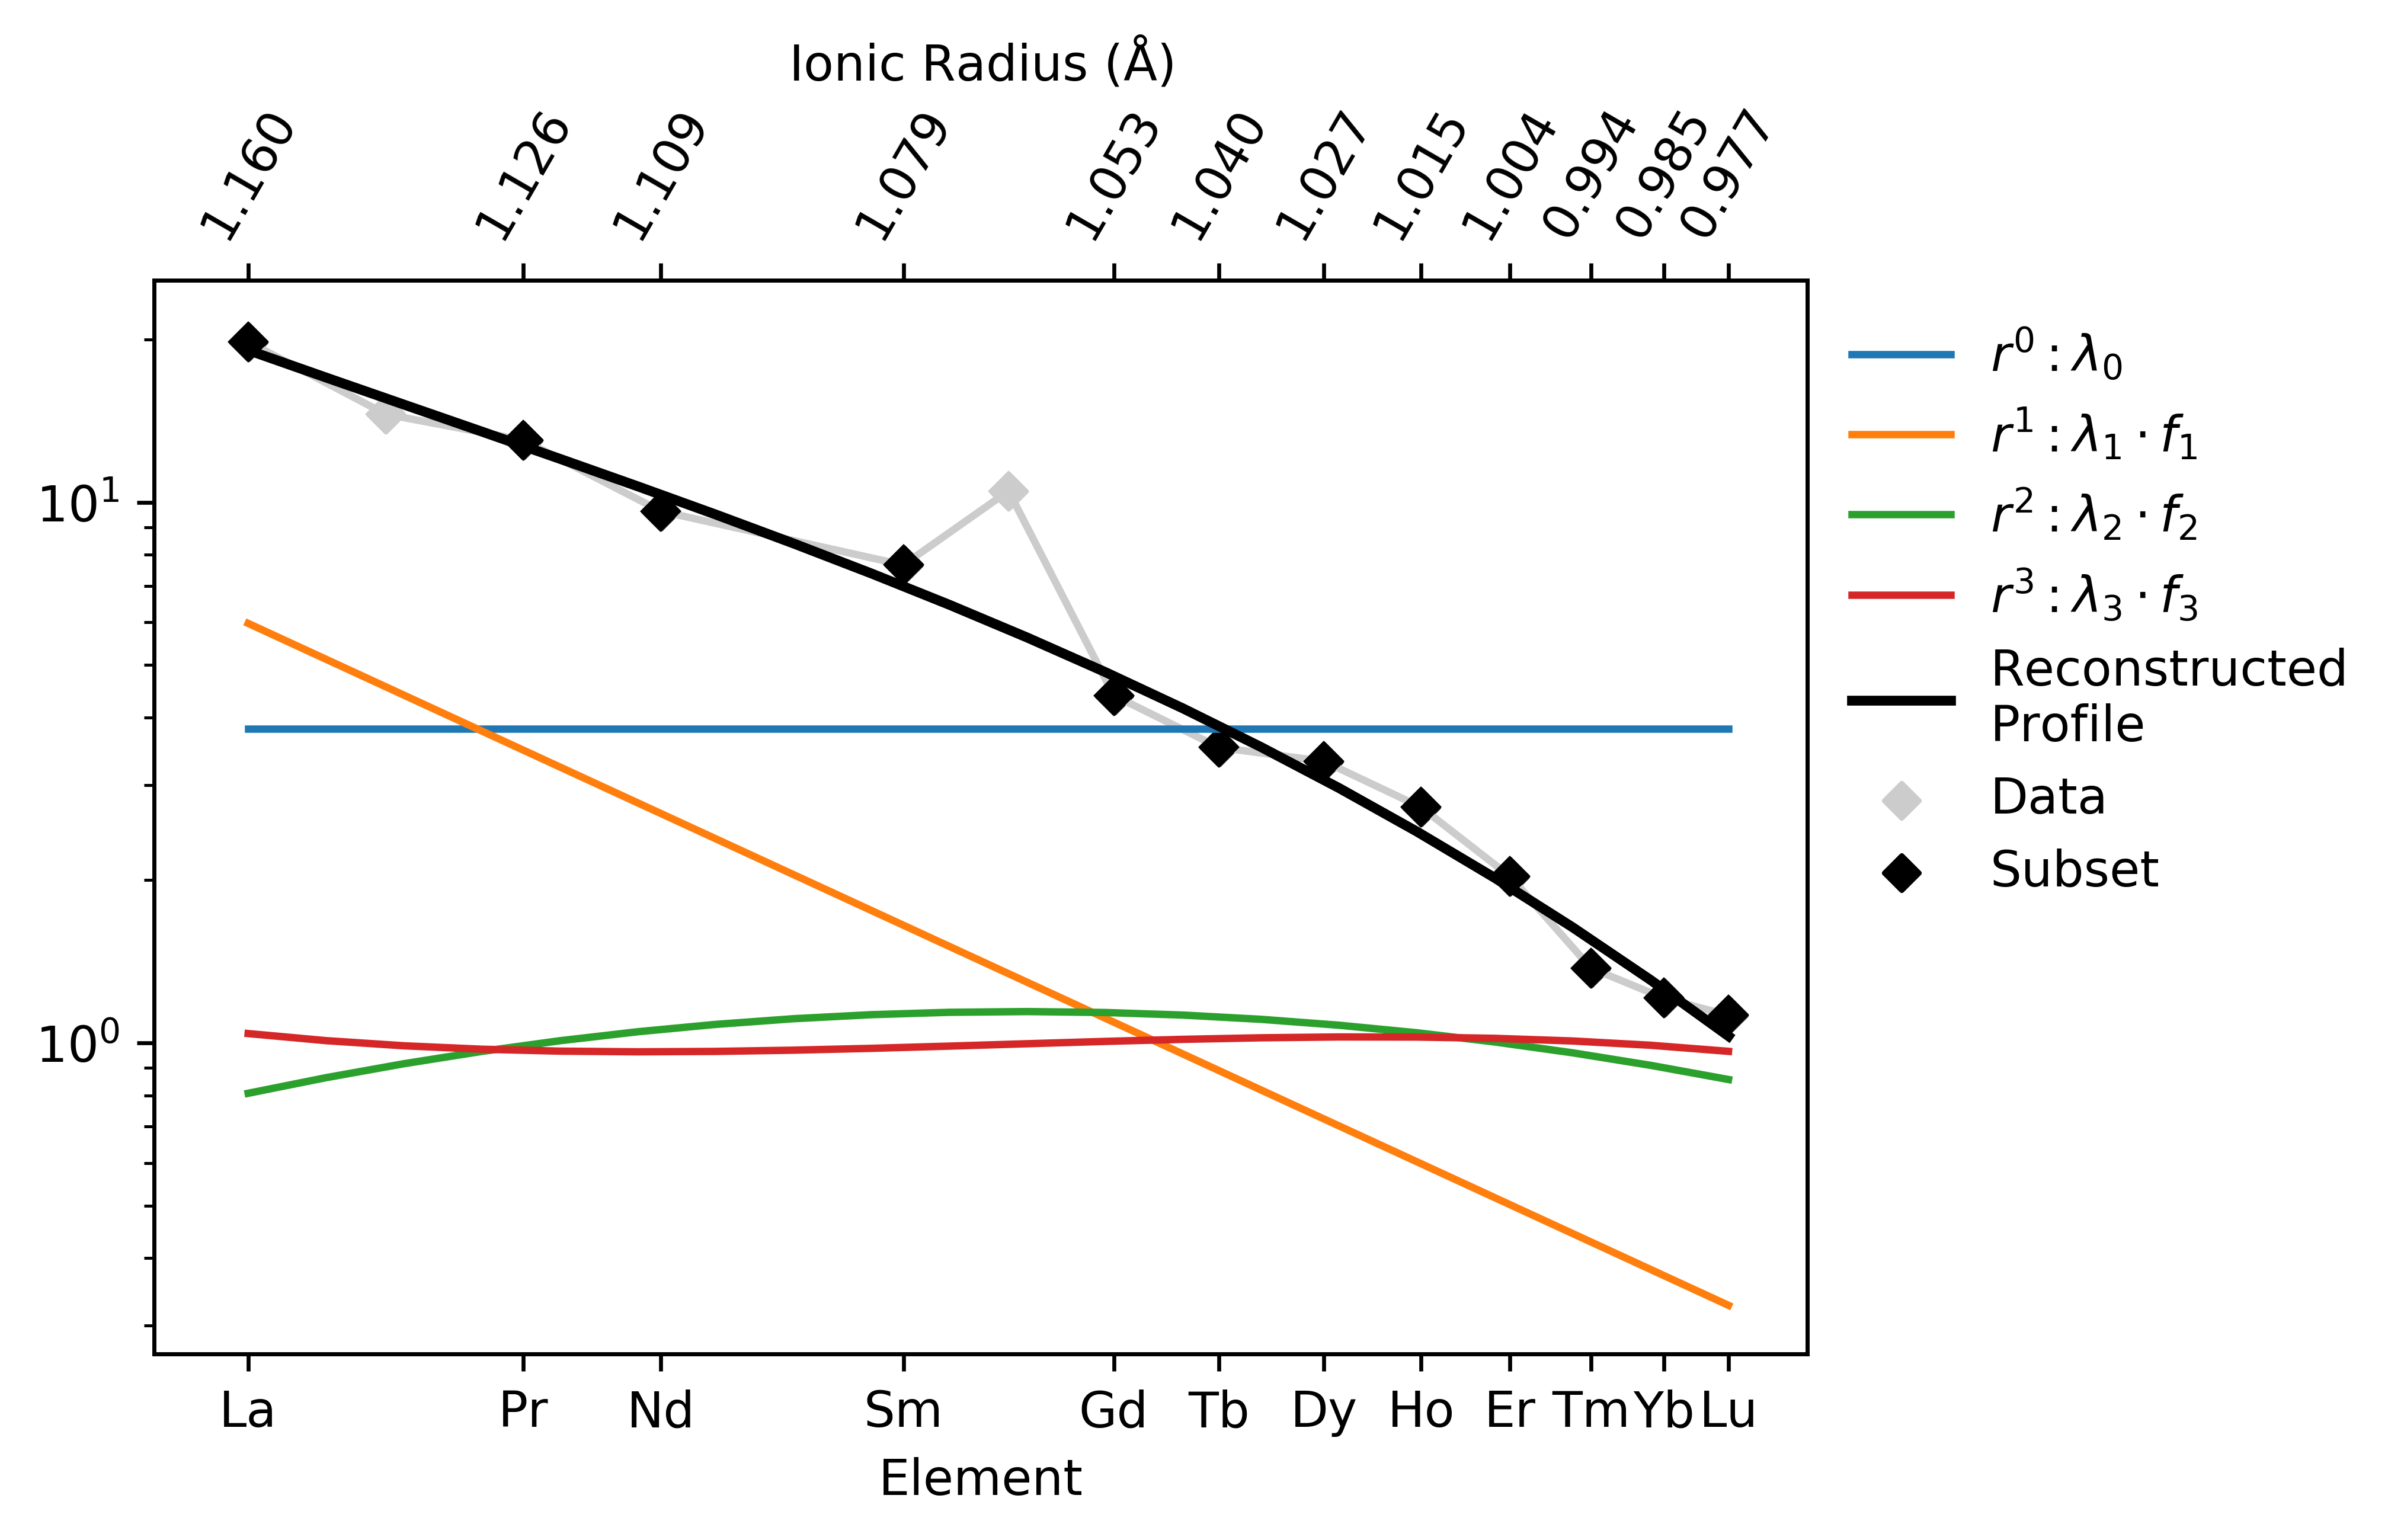 Ionic Radius (Å)
1.160 1.126 1.109 1.079 1.053 1.040 1.027 1.015 1.004 0.994 0.985 0.977
10¹
10⁰
La Pr Nd Sm Gd Tb Dy Ho Er Tm Yb Lu
Element
r⁰ : λ₀
r¹ : λ₁ · f₁
r² : λ₂ · f₂
r³ : λ₃ · f₃
Reconstructed
Profile
Data
Subset